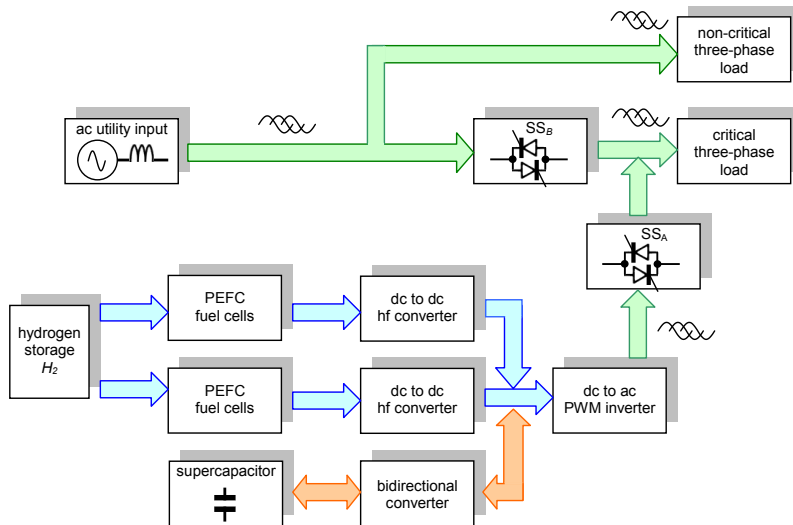 non-critical
three-phase
load
ac utility input
SSB
critical
three-phase
load
SSA
hydrogen
storage
H2
PEFC
fuel cells
dc to dc
hf converter
PEFC
fuel cells
dc to dc
hf converter
dc to ac
PWM inverter
supercapacitor
bidirectional
converter